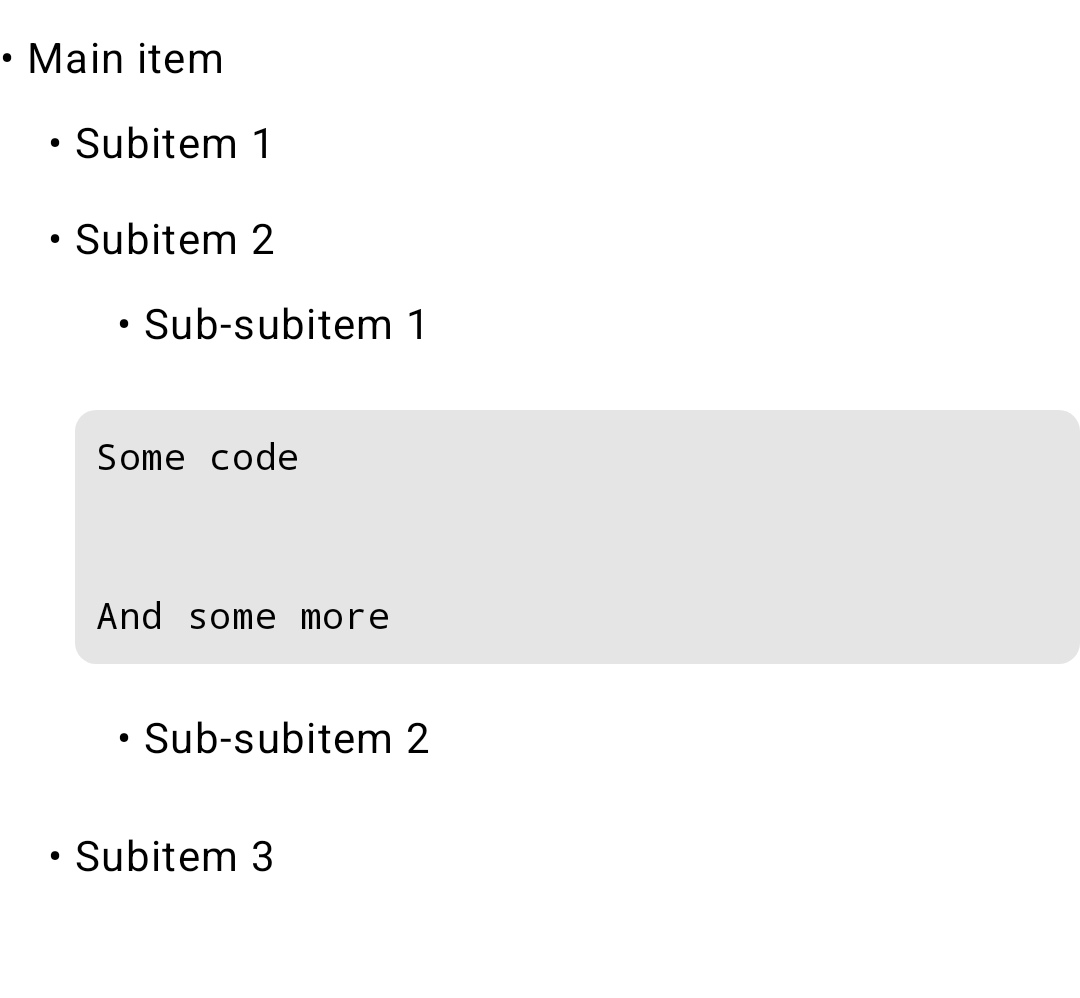 • Main item
• Subitem 1
• Subitem 2
• Sub-subitem 1
Some code
And some more
• Sub-subitem 2
• Subitem 3